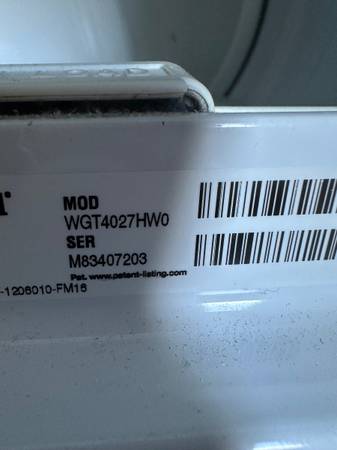 MOD
WGT4027HW0
SER
M83407203
Pat. www.patent-listing.com
-1206010-FM16